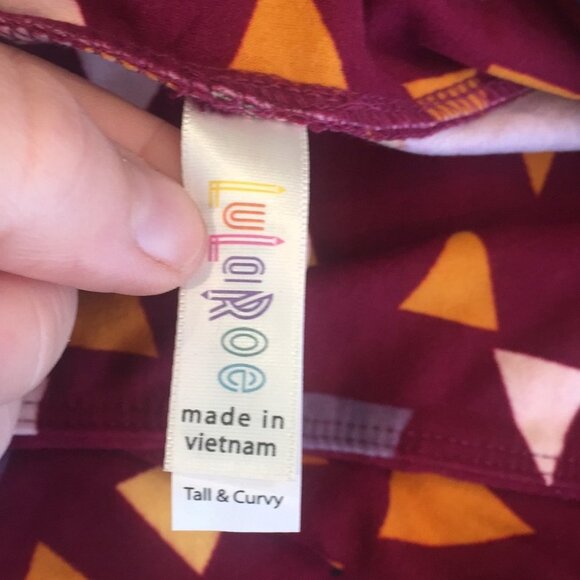 LuLaRoe
made in
vietnam
Tall & Curvy